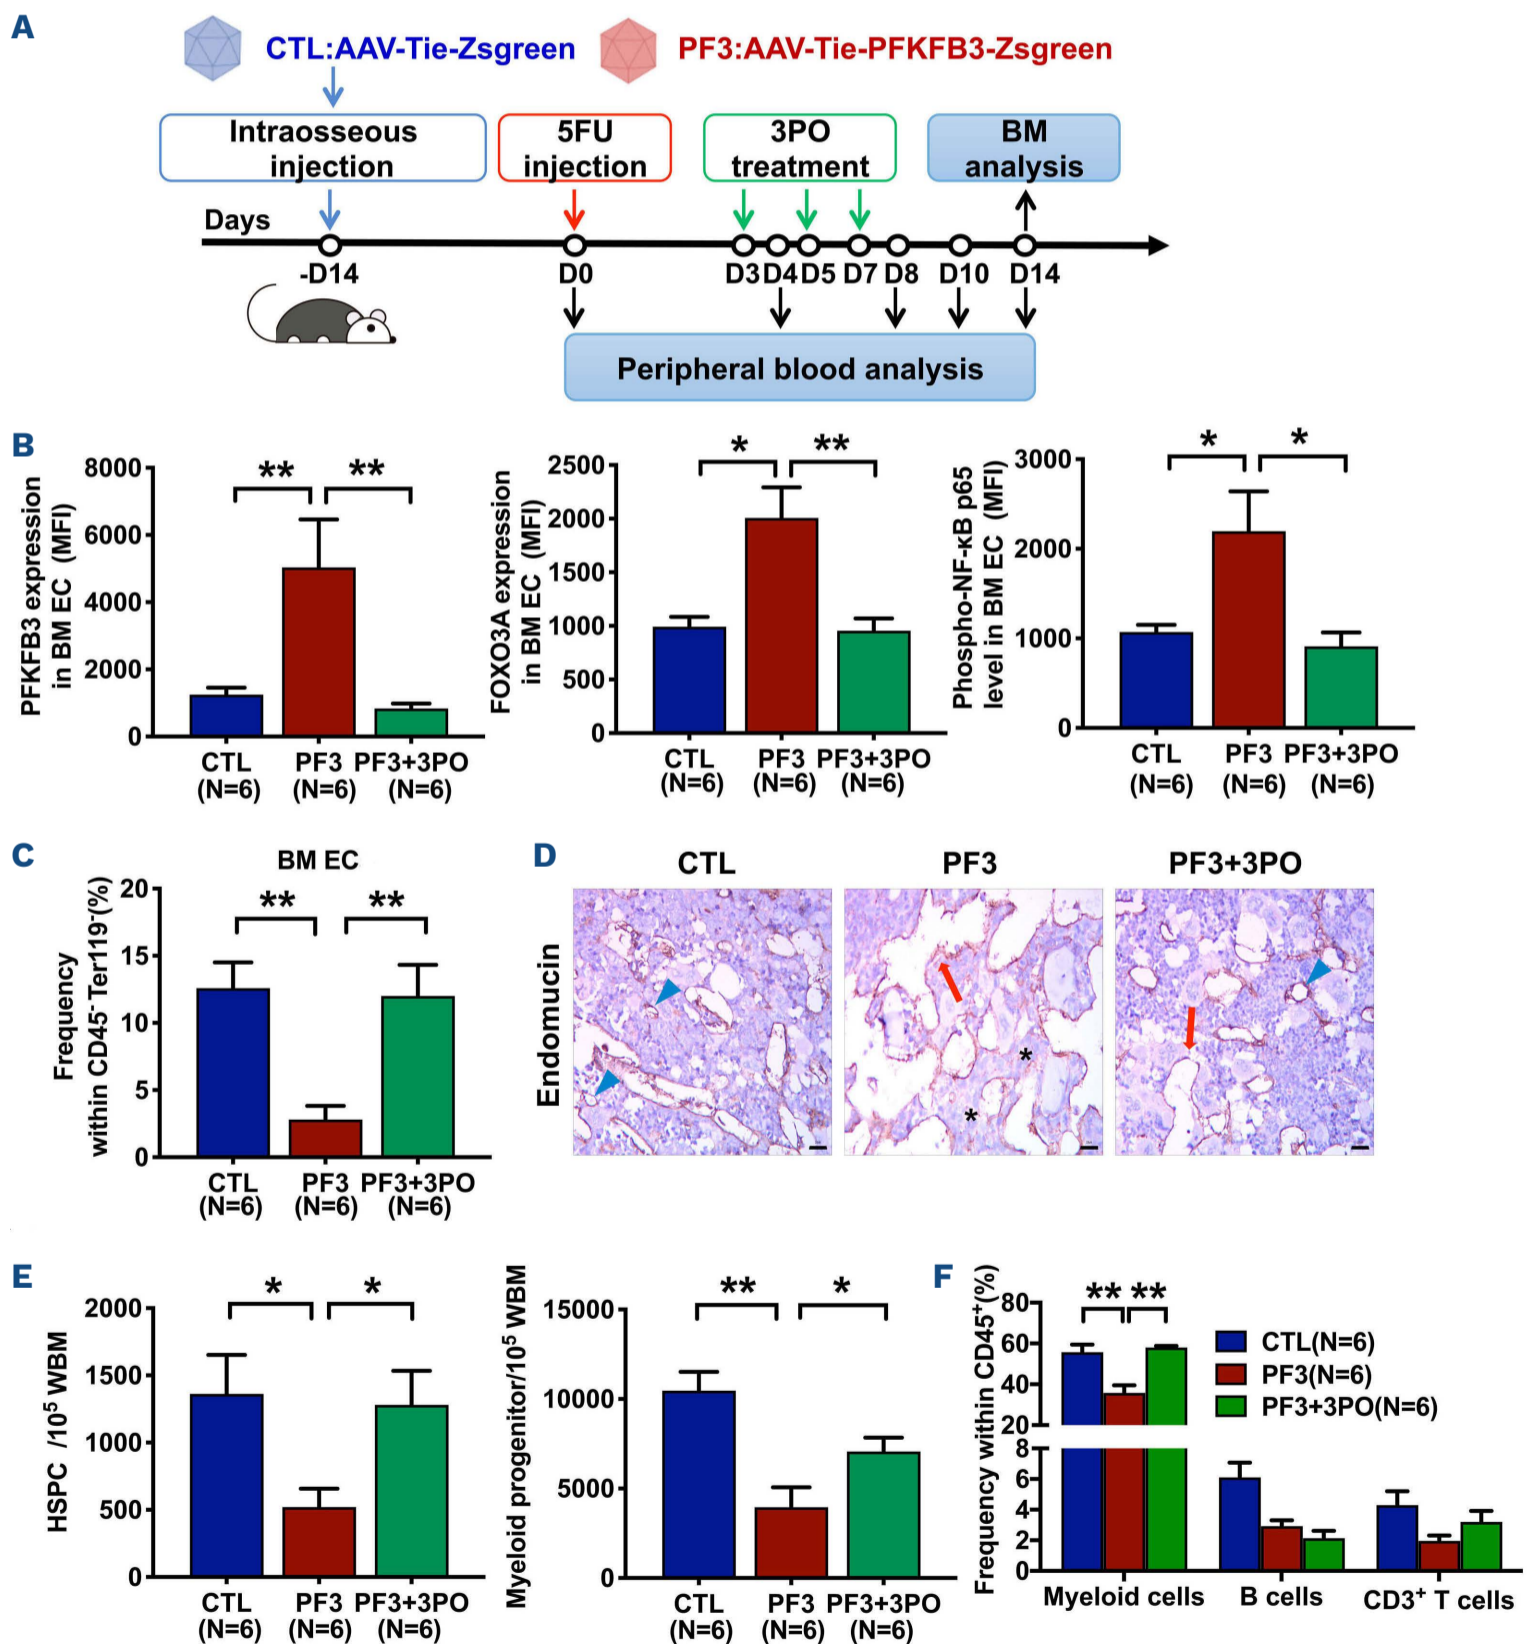 A
CTL:AAV-Tie-Zsgreen
PF3:AAV-Tie-PFKFB3-Zsgreen
Intraosseous
injection
5FU
injection
3PO
treatment
BM
analysis
Days
-D14
D0
D3
D4
D5
D7
D8
D10
D14
Peripheral blood analysis
B
PFKFB3 expression
in BM EC (MFI)
8000
6000
4000
2000
0
**
**
CTL
(N=6)
PF3
(N=6)
PF3+3PO
(N=6)
FOXO3A expression
in BM EC (MFI)
2500
2000
1500
1000
500
0
*
**
CTL
(N=6)
PF3
(N=6)
PF3+3PO
(N=6)
Phospho-NF-κB p65
level in BM EC (MFI)
3000
2000
1000
0
*
*
CTL
(N=6)
PF3
(N=6)
PF3+3PO
(N=6)
C
BM EC
Frequency
within CD45⁻ Ter119⁻(%)
20
15
10
5
0
**
**
CTL
(N=6)
PF3
(N=6)
PF3+3PO
(N=6)
D
CTL
PF3
PF3+3PO
Endomucin
*
*
E
HSPC /10⁵ WBM
2000
1500
1000
500
0
*
*
CTL
(N=6)
PF3
(N=6)
PF3+3PO
(N=6)
Myeloid progenitor/10⁵ WBM
15000
10000
5000
0
**
*
CTL
(N=6)
PF3
(N=6)
PF3+3PO
(N=6)
F
Frequency within CD45⁺(%)
80
60
40
20
8
6
4
2
0
**
**
CTL(N=6)
PF3(N=6)
PF3+3PO(N=6)
Myeloid cells
B cells
CD3⁺ T cells